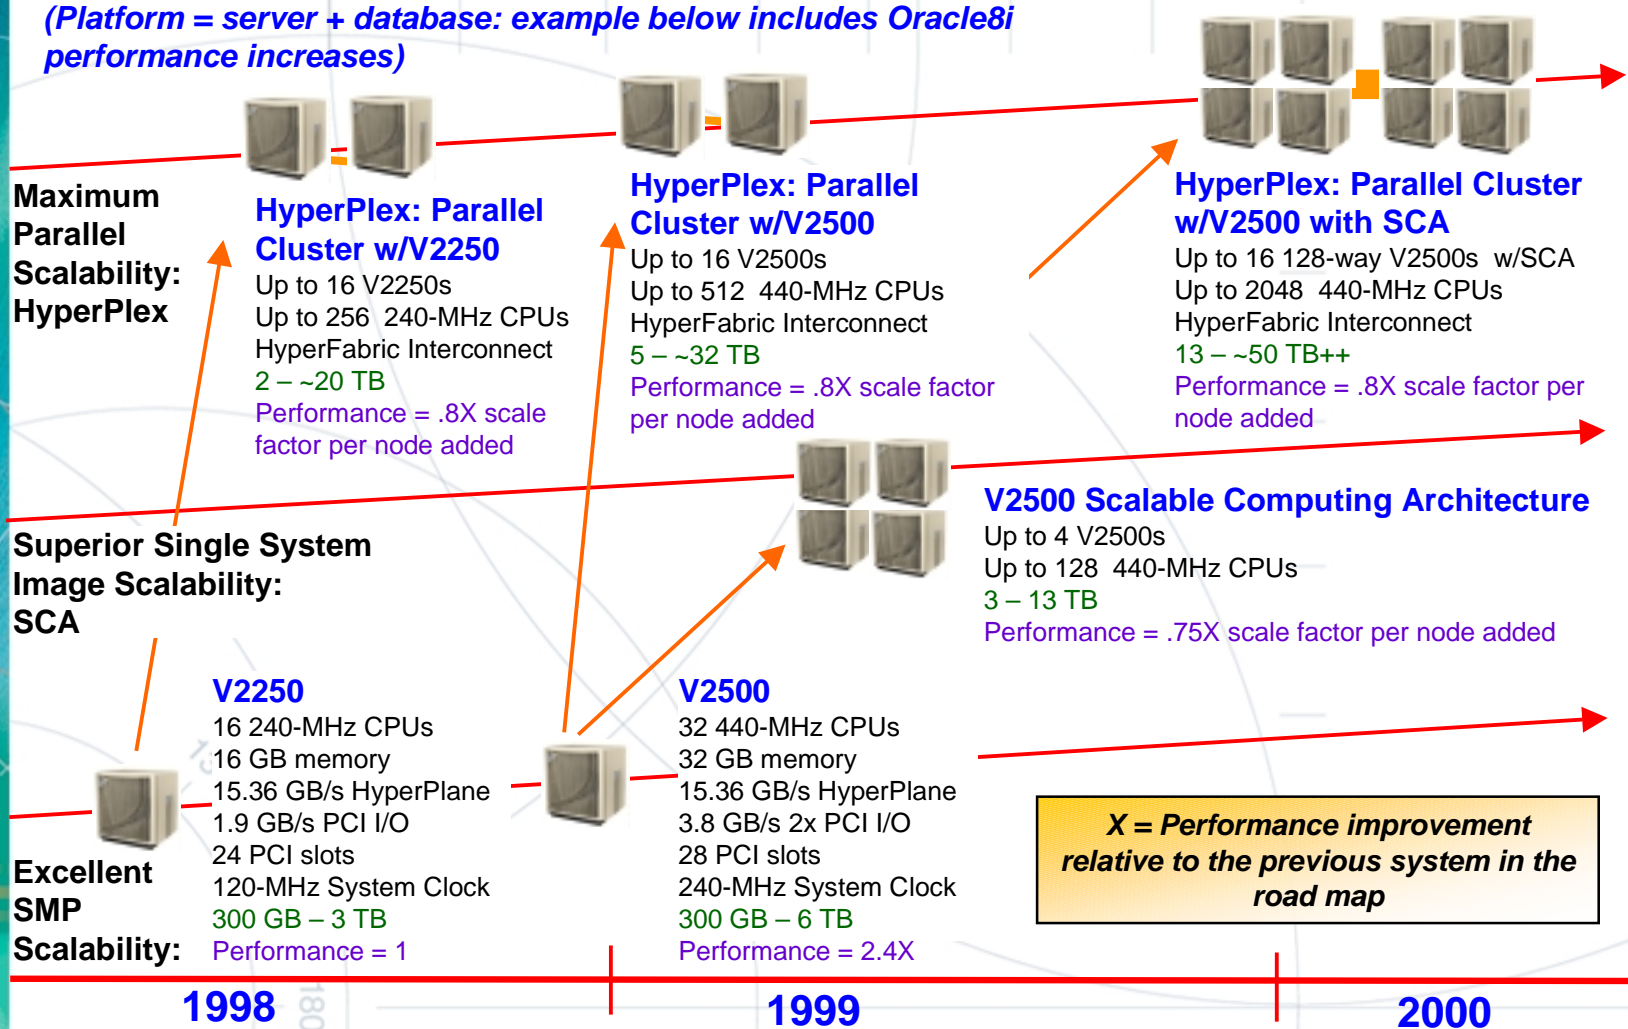 (Platform = server + database: example below includes Oracle8i
performance increases)
Maximum
Parallel
Scalability:
HyperPlex
HyperPlex: Parallel
Cluster w/V2250
Up to 16 V2250s
Up to 256 240-MHz CPUs
HyperFabric Interconnect
2 – ~20 TB
Performance = .8X scale
factor per node added
HyperPlex: Parallel
Cluster w/V2500
Up to 16 V2500s
Up to 512 440-MHz CPUs
HyperFabric Interconnect
5 – ~32 TB
Performance = .8X scale factor
per node added
HyperPlex: Parallel Cluster
w/V2500 with SCA
Up to 16 128-way V2500s w/SCA
Up to 2048 440-MHz CPUs
HyperFabric Interconnect
13 – ~50 TB++
Performance = .8X scale factor per
node added
Superior Single System
Image Scalability:
SCA
V2500 Scalable Computing Architecture
Up to 4 V2500s
Up to 128 440-MHz CPUs
3 – 13 TB
Performance = .75X scale factor per node added
Excellent
SMP
Scalability:
V2250
16 240-MHz CPUs
16 GB memory
15.36 GB/s HyperPlane
1.9 GB/s PCI I/O
24 PCI slots
120-MHz System Clock
300 GB – 3 TB
Performance = 1
V2500
32 440-MHz CPUs
32 GB memory
15.36 GB/s HyperPlane
3.8 GB/s 2x PCI I/O
28 PCI slots
240-MHz System Clock
300 GB – 6 TB
Performance = 2.4X
X = Performance improvement
relative to the previous system in the
road map
1998
1999
2000
180